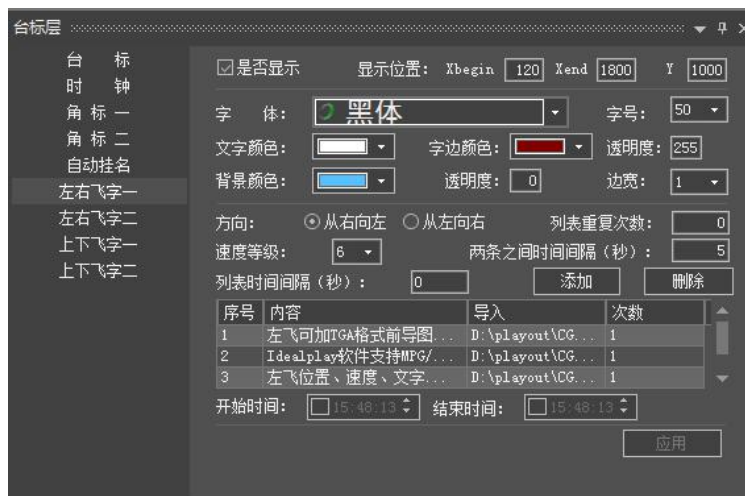 台标层
台 标
时 钟
角 标 一
角 标 二
自动挂名
左右飞字一
左右飞字二
上下飞字一
上下飞字二
是否显示 显示位置: Xbegin 120 Xend 1800 Y 1000
字 体: 黑体 字号: 50
文字颜色: 字边颜色: 透明度: 255
背景颜色: 透明度: 0 边宽: 1
方向: 从右向左 从左向右 列表重复次数: 0
速度等级: 6 两条之间时间间隔(秒): 5
列表时间间隔(秒): 0 添加 删除
序号 内容 导入 次数
1 左飞可加TGA格式前导图... D:\playout\CG... 1
2 Idealplay软件支持MPG/... D:\playout\CG... 1
3 左飞位置、速度、文字... D:\playout\CG... 1
开始时间: 15:48:13 结束时间: 15:48:13
应用